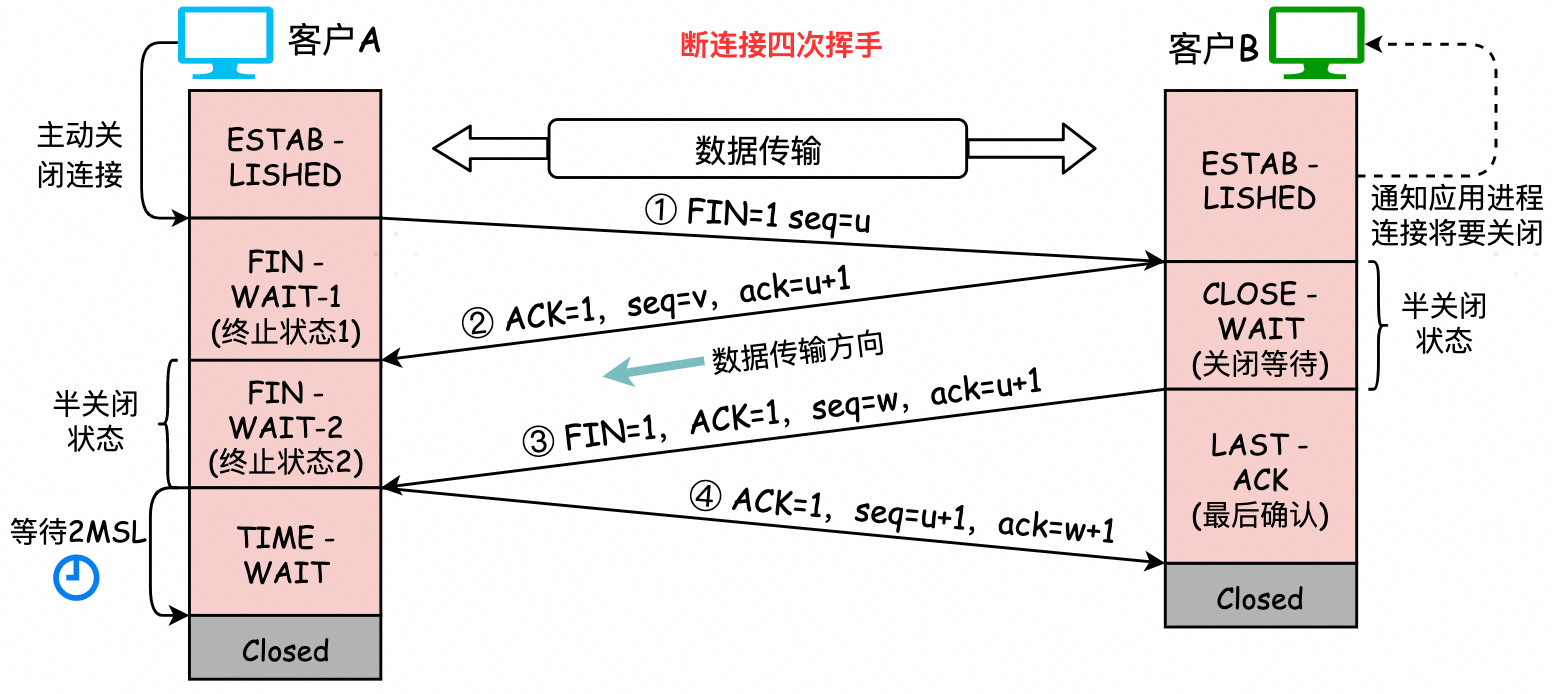 客户A
断连接四次挥手
客户B
主动关
闭连接
ESTAB -
LISHED
数据传输
ESTAB -
LISHED
通知应用进程
连接将要关闭
① FIN=1 seq=u
FIN -
WAIT-1
(终止状态1)
② ACK=1, seq=v, ack=u+1
CLOSE -
WAIT
(关闭等待)
半关闭
状态
数据传输方向
半关闭
状态
FIN -
WAIT-2
(终止状态2)
③ FIN=1, ACK=1, seq=w, ack=u+1
LAST -
ACK
(最后确认)
④ ACK=1, seq=u+1, ack=w+1
等待2MSL
TIME -
WAIT
Closed
Closed